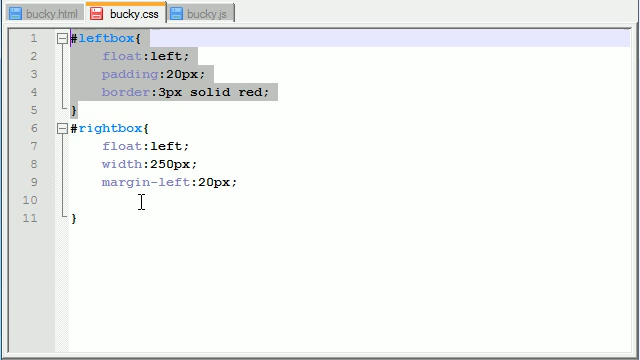 bucky.html bucky.css bucky.js
1 #leftbox{
2 float:left;
3 padding:20px;
4 border:3px solid red;
5 }
6 #rightbox{
7 float:left;
8 width:250px;
9 margin-left:20px;
10
11 }